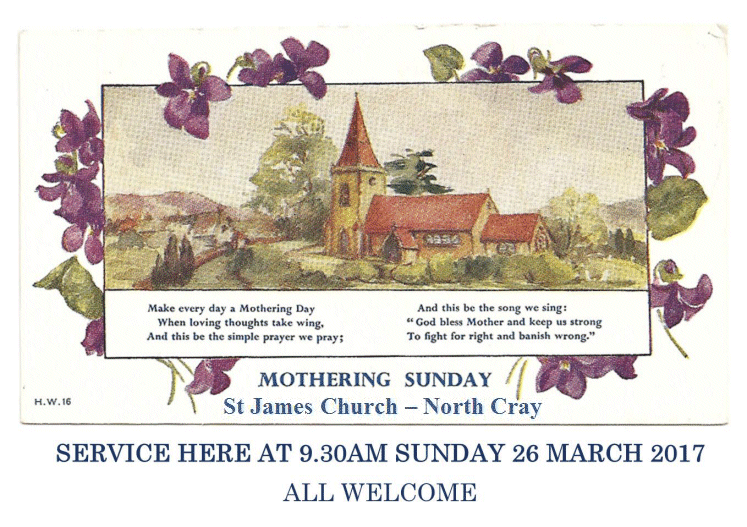 Make every day a Mothering Day
When loving thoughts take wing,
And this be the simple prayer we pray;
And this be the song we sing:
“ God bless Mother and keep us strong
To fight for right and banish wrong.”
MOTHERING SUNDAY
H.W.16
St James Church – North Cray
SERVICE HERE AT 9.30AM SUNDAY 26 MARCH 2017
ALL WELCOME